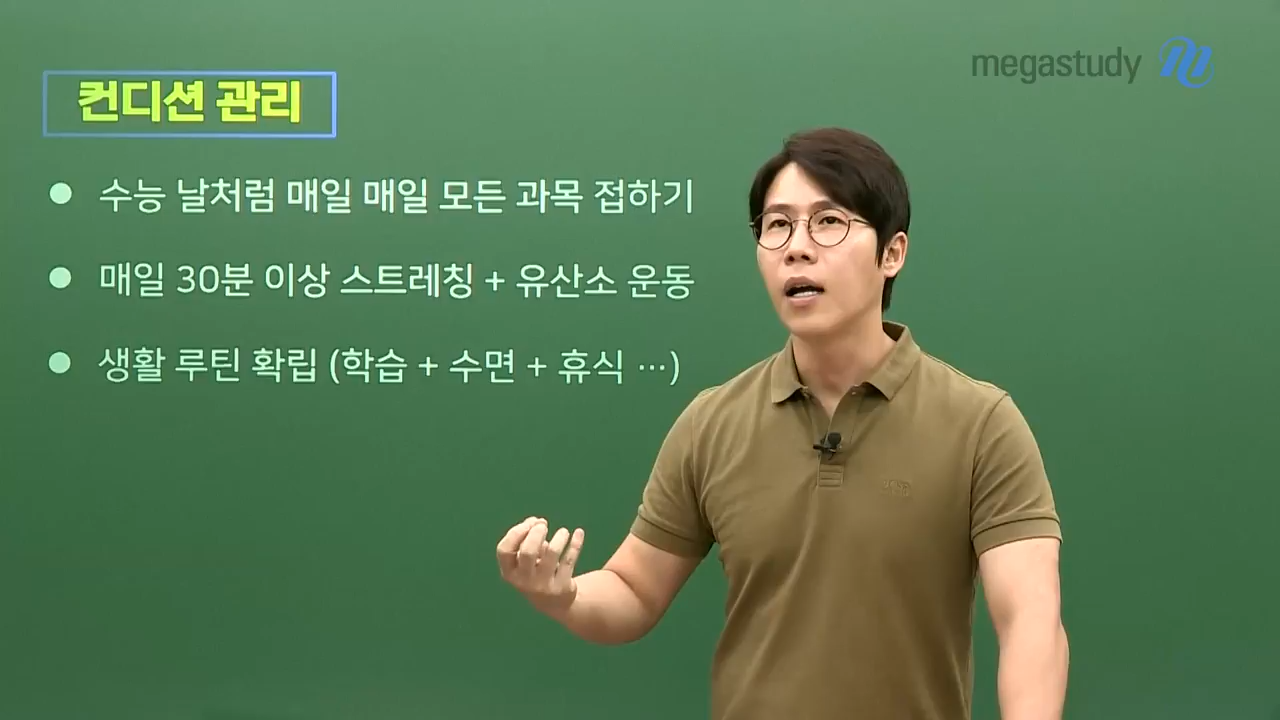 megastudy
컨디션 관리
● 수능 날처럼 매일 매일 모든 과목 접하기
● 매일 30분 이상 스트레칭 + 유산소 운동
● 생활 루틴 확립 (학습 + 수면 + 휴식 …)